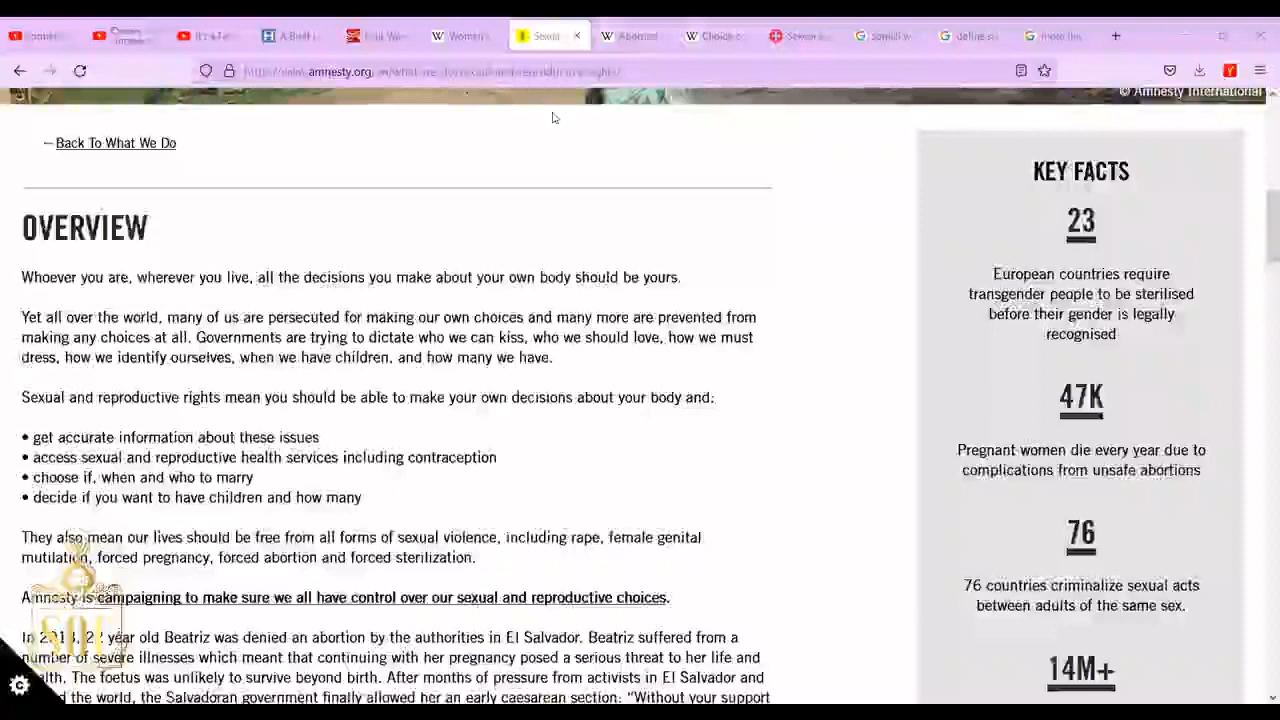 Women
Abortion
Choice
amnesty.org
© Amnesty International
←Back To What We Do
OVERVIEW
Whoever you are, wherever you live, all the decisions you make about your own body should be yours.
Yet all over the world, many of us are persecuted for making our own choices and many more are prevented from
making any choices at all. Governments are trying to dictate who we can kiss, who we should love, how we must
dress, how we identify ourselves, when we have children, and how many we have.
Sexual and reproductive rights mean you should be able to make your own decisions about your body and:
• get accurate information about these issues
• access sexual and reproductive health services including contraception
• choose if, when and who to marry
• decide if you want to have children and how many
They also mean our lives should be free from all forms of sexual violence, including rape, female genital
mutilation, forced pregnancy, forced abortion and forced sterilization.
Amnesty is campaigning to make sure we all have control over our sexual and reproductive choices.
In year old Beatriz was denied an abortion by the authorities in El Salvador. Beatriz suffered from a
number of severe illnesses which meant that continuing with her pregnancy posed a serious threat to her life and
The foetus was unlikely to survive beyond birth. After months of pressure from activists in El Salvador and
the world, the Salvadoran government finally allowed her an early caesarean section: “Without your support
KEY FACTS
23
European countries require
transgender people to be sterilised
before their gender is legally
recognised
47K
Pregnant women die every year due to
complications from unsafe abortions
76
76 countries criminalize sexual acts
between adults of the same sex.
14M+